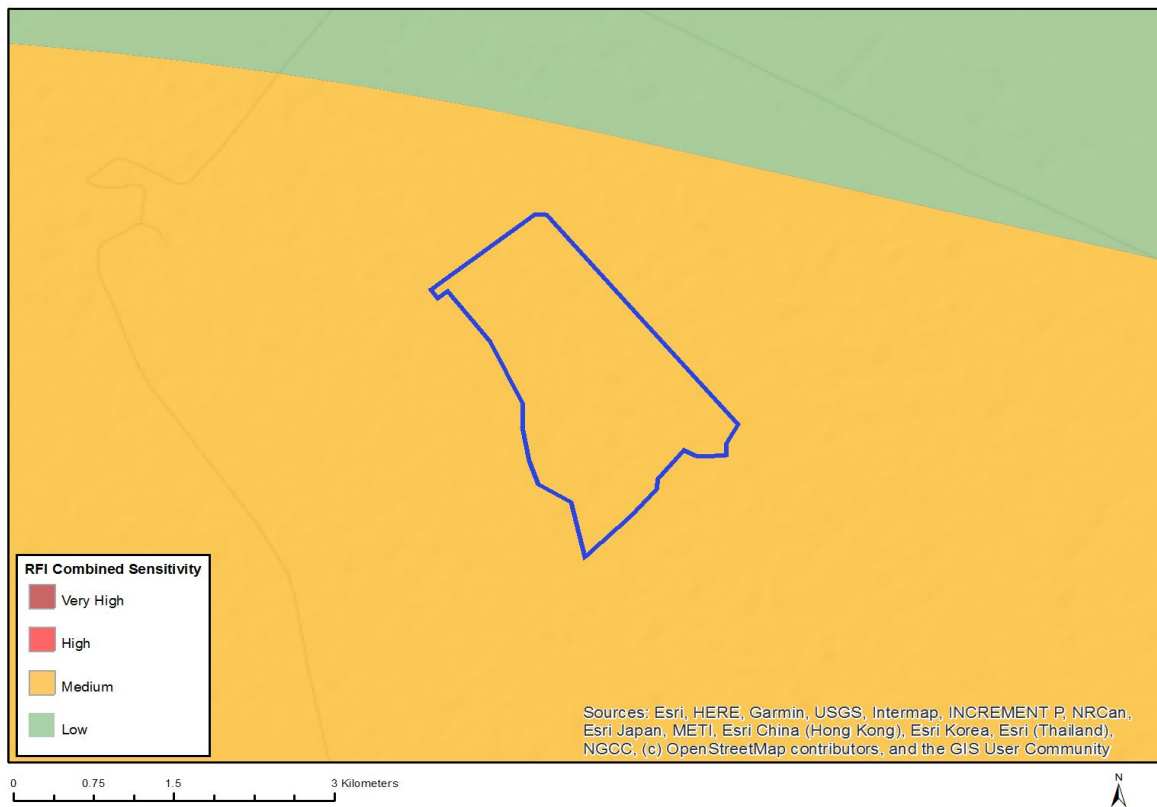 RFI Combined Sensitivity
Very High
High
Medium
Low
Sources: Esri, HERE, Garmin, USGS, Intermap, INCREMENT P, NRCan,
Esri Japan, METI, Esri China (Hong Kong), Esri Korea, Esri (Thailand),
NGCC, (c) OpenStreetMap contributors, and the GIS User Community
0 0.75 1.5 3 Kilometers
N